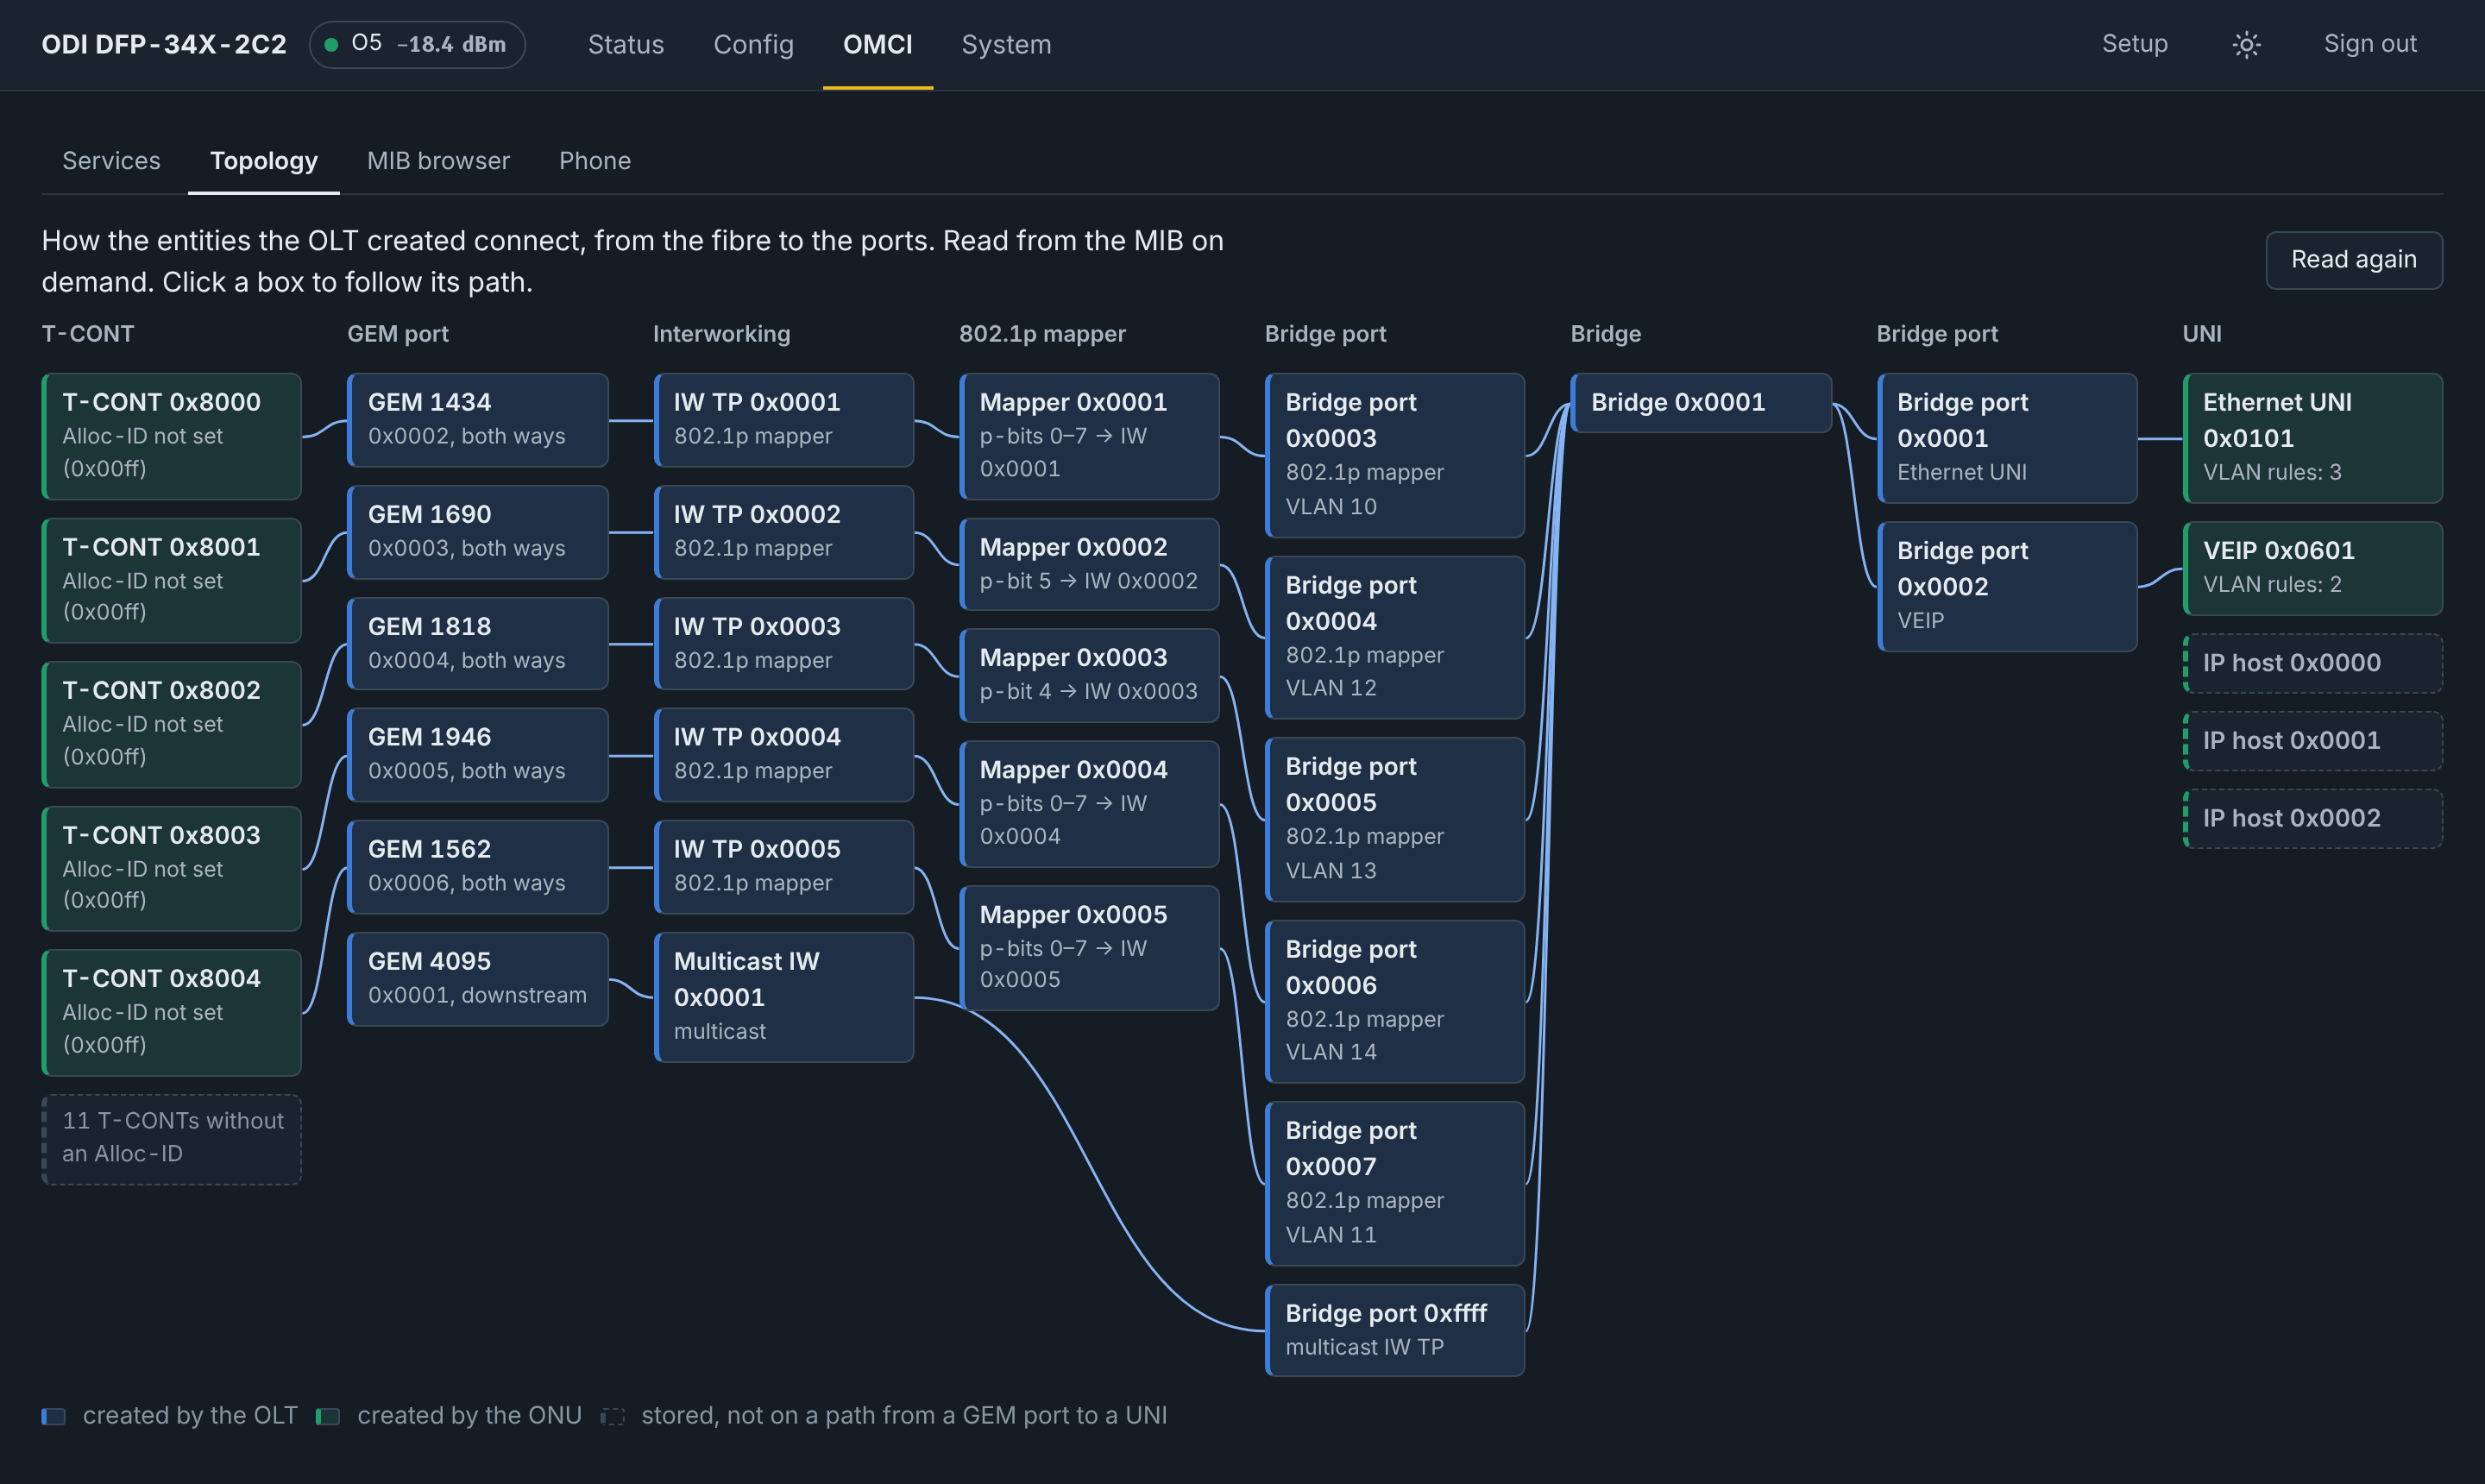 ODI DFP-34X-2C2
O5 −18.4 dBm
Status
Config
OMCI
System
Setup
Sign out
Services
Topology
MIB browser
Phone
How the entities the OLT created connect, from the fibre to the ports. Read from the MIB on
demand. Click a box to follow its path.
Read again
T-CONT
T-CONT 0x8000
Alloc-ID not set
(0x00ff)
T-CONT 0x8001
Alloc-ID not set
(0x00ff)
T-CONT 0x8002
Alloc-ID not set
(0x00ff)
T-CONT 0x8003
Alloc-ID not set
(0x00ff)
T-CONT 0x8004
Alloc-ID not set
(0x00ff)
11 T-CONTs without
an Alloc-ID
GEM port
GEM 1434
0x0002, both ways
GEM 1690
0x0003, both ways
GEM 1818
0x0004, both ways
GEM 1946
0x0005, both ways
GEM 1562
0x0006, both ways
GEM 4095
0x0001, downstream
Interworking
IW TP 0x0001
802.1p mapper
IW TP 0x0002
802.1p mapper
IW TP 0x0003
802.1p mapper
IW TP 0x0004
802.1p mapper
IW TP 0x0005
802.1p mapper
Multicast IW
0x0001
multicast
802.1p mapper
Mapper 0x0001
p-bits 0–7 → IW
0x0001
Mapper 0x0002
p-bit 5 → IW 0x0002
Mapper 0x0003
p-bit 4 → IW 0x0003
Mapper 0x0004
p-bits 0–7 → IW
0x0004
Mapper 0x0005
p-bits 0–7 → IW
0x0005
Bridge port
Bridge port
0x0003
802.1p mapper
VLAN 10
Bridge port
0x0004
802.1p mapper
VLAN 12
Bridge port
0x0005
802.1p mapper
VLAN 13
Bridge port
0x0006
802.1p mapper
VLAN 14
Bridge port
0x0007
802.1p mapper
VLAN 11
Bridge port 0xffff
multicast IW TP
Bridge
Bridge 0x0001
Bridge port
Bridge port
0x0001
Ethernet UNI
Bridge port
0x0002
VEIP
UNI
Ethernet UNI
0x0101
VLAN rules: 3
VEIP 0x0601
VLAN rules: 2
IP host 0x0000
IP host 0x0001
IP host 0x0002
created by the OLT
created by the ONU
stored, not on a path from a GEM port to a UNI